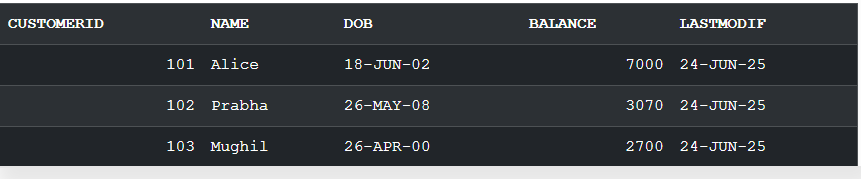 CUSTOMERID NAME DOB BALANCE LASTMODIF
101 Alice 18-JUN-02 7000 24-JUN-25
102 Prabha 26-MAY-08 3070 24-JUN-25
103 Mughil 26-APR-00 2700 24-JUN-25